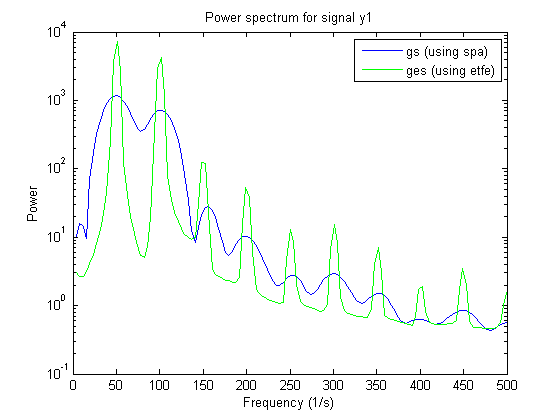 Power spectrum for signal y1
gs (using spa)
ges (using etfe)
Power
10^4
10^3
10^2
10^1
10^0
10^-1
0 50 100 150 200 250 300 350 400 450 500
Frequency (1/s)